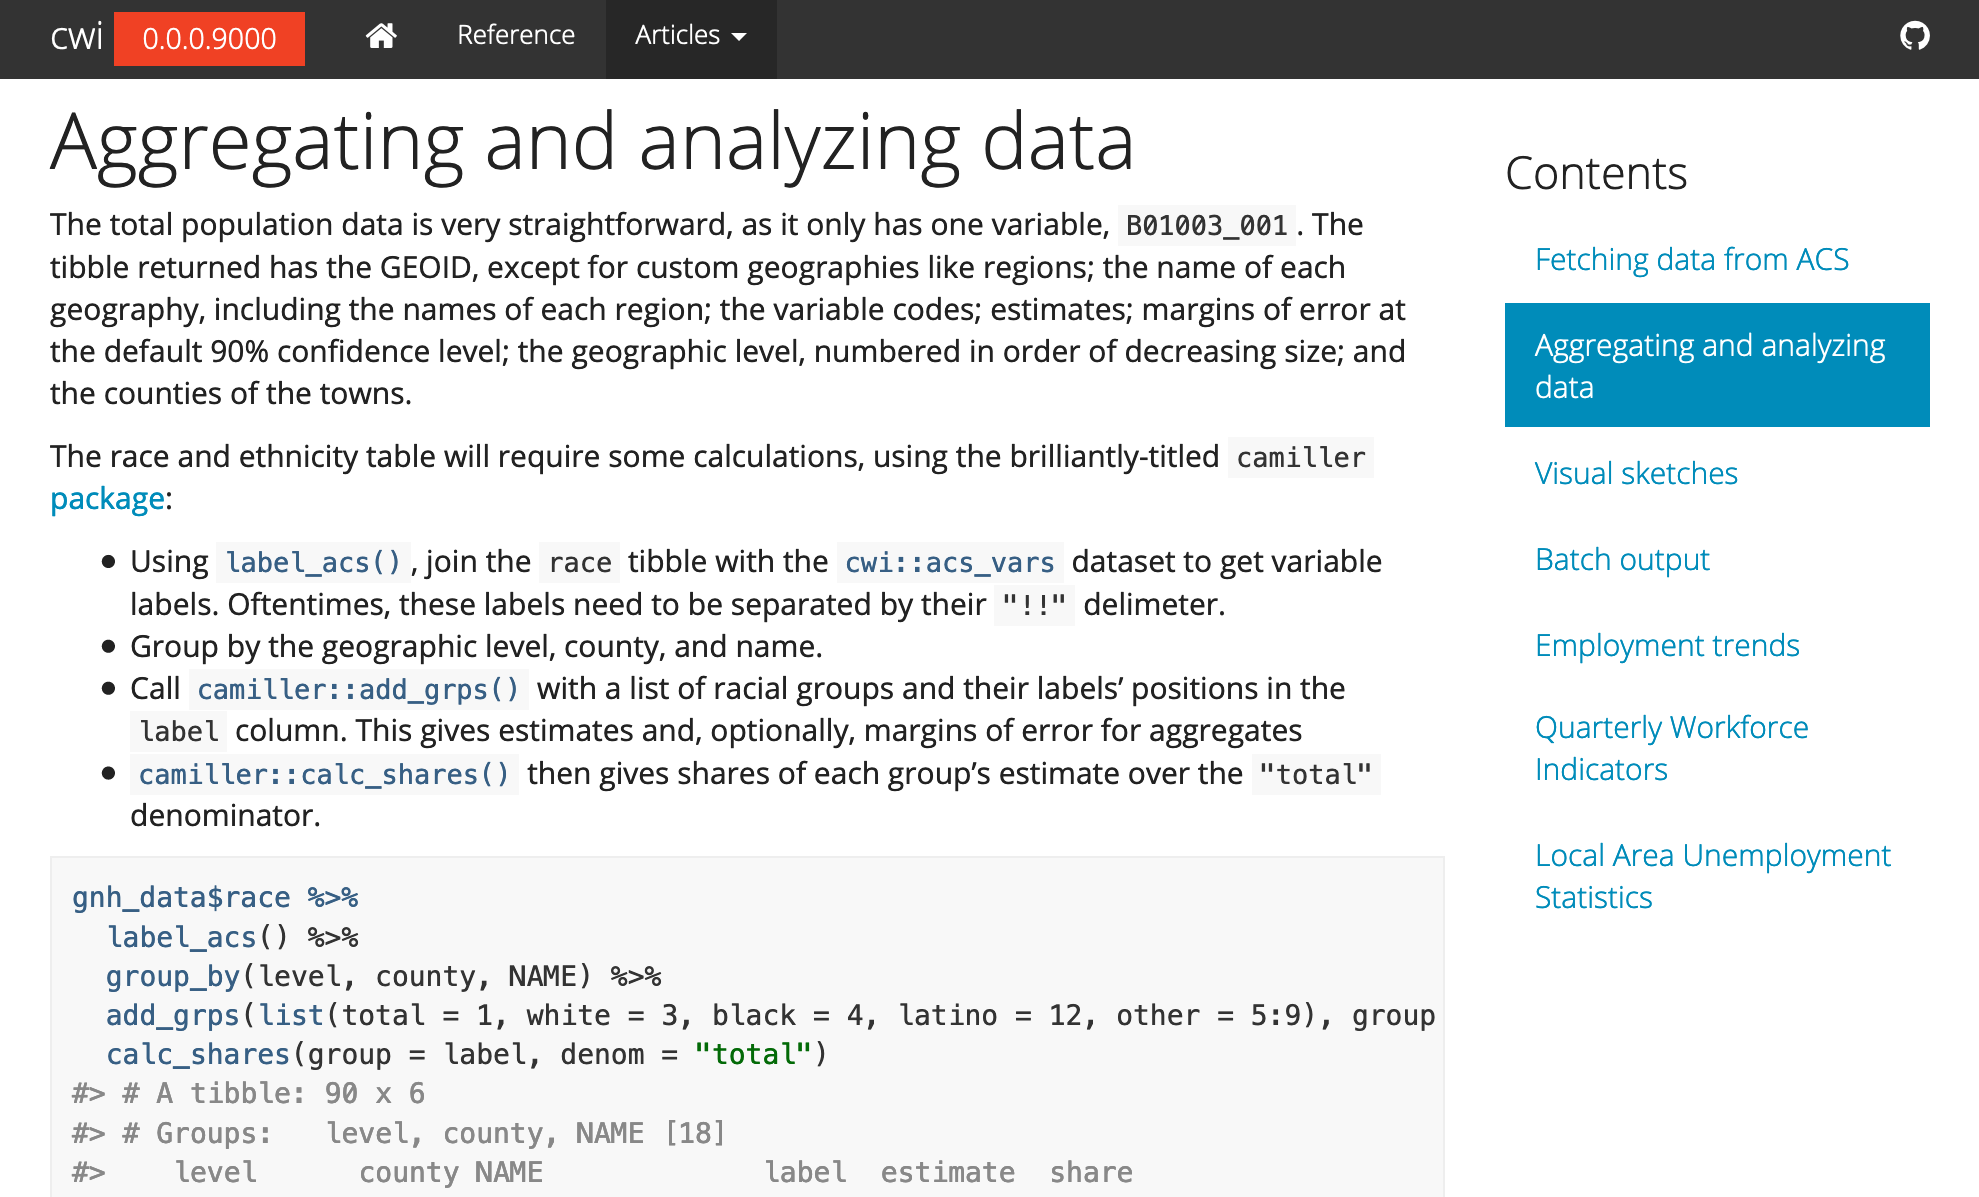 cwi 0.0.0.9000 Reference Articles
Aggregating and analyzing data
The total population data is very straightforward, as it only has one variable, B01003_001. The
tibble returned has the GEOID, except for custom geographies like regions; the name of each
geography, including the names of each region; the variable codes; estimates; margins of error at
the default 90% confidence level; the geographic level, numbered in order of decreasing size; and
the counties of the towns.
The race and ethnicity table will require some calculations, using the brilliantly-titled camiller
package:
• Using label_acs(), join the race tibble with the cwi::acs_vars dataset to get variable
labels. Oftentimes, these labels need to be separated by their "!!" delimeter.
• Group by the geographic level, county, and name.
• Call camiller::add_grps() with a list of racial groups and their labels’ positions in the
label column. This gives estimates and, optionally, margins of error for aggregates
• camiller::calc_shares() then gives shares of each group’s estimate over the "total"
denominator.
gnh_data$race %>%
  label_acs() %>%
  group_by(level, county, NAME) %>%
  add_grps(list(total = 1, white = 3, black = 4, latino = 12, other = 5:9), group
  calc_shares(group = label, denom = "total")
#> # A tibble: 90 x 6
#> # Groups:   level, county, NAME [18]
#>    level      county NAME             label  estimate  share
Contents
Fetching data from ACS
Aggregating and analyzing
data
Visual sketches
Batch output
Employment trends
Quarterly Workforce
Indicators
Local Area Unemployment
Statistics